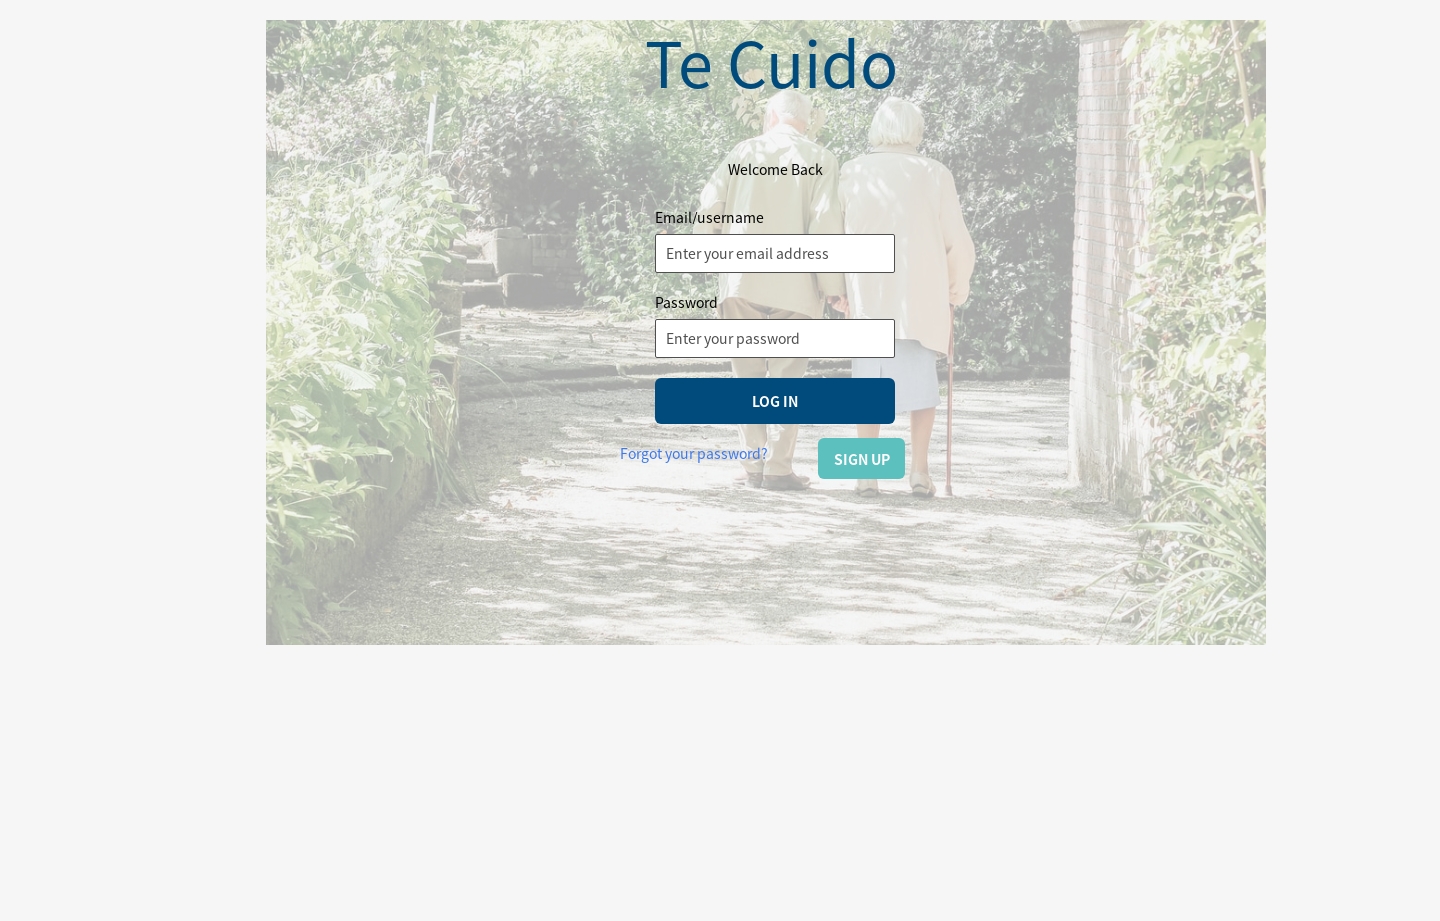 Te Cuido
Welcome Back
Email/username
Enter your email address
Password
Enter your password
LOG IN
Forgot your password?
SIGN UP